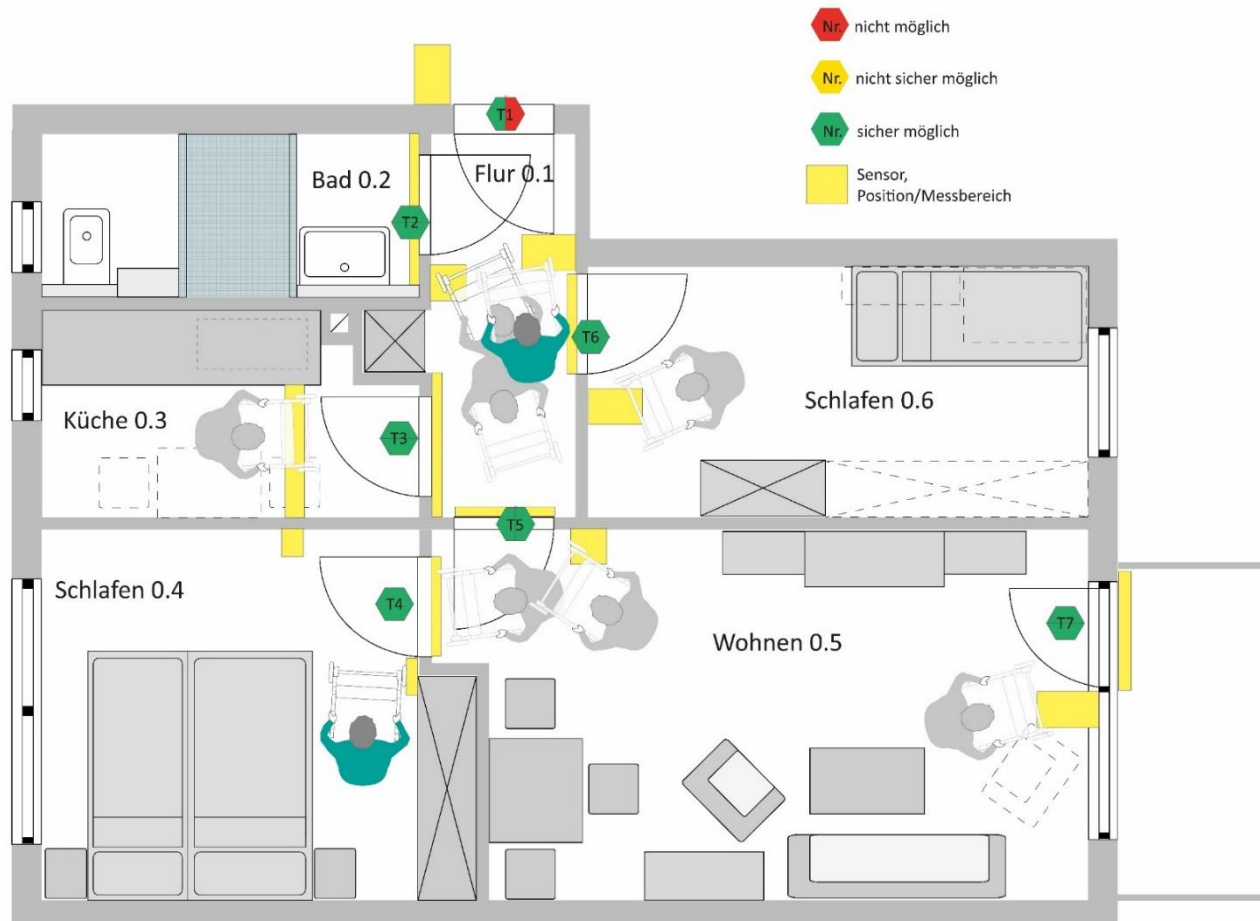 Nr. nicht möglich
Nr. nicht sicher möglich
Nr. sicher möglich
Sensor,
Position/Messbereich
T1
Bad 0.2
Flur 0.1
T2
T6
Schlafen 0.6
Küche 0.3
T3
T5
Schlafen 0.4
T4
Wohnen 0.5
T7